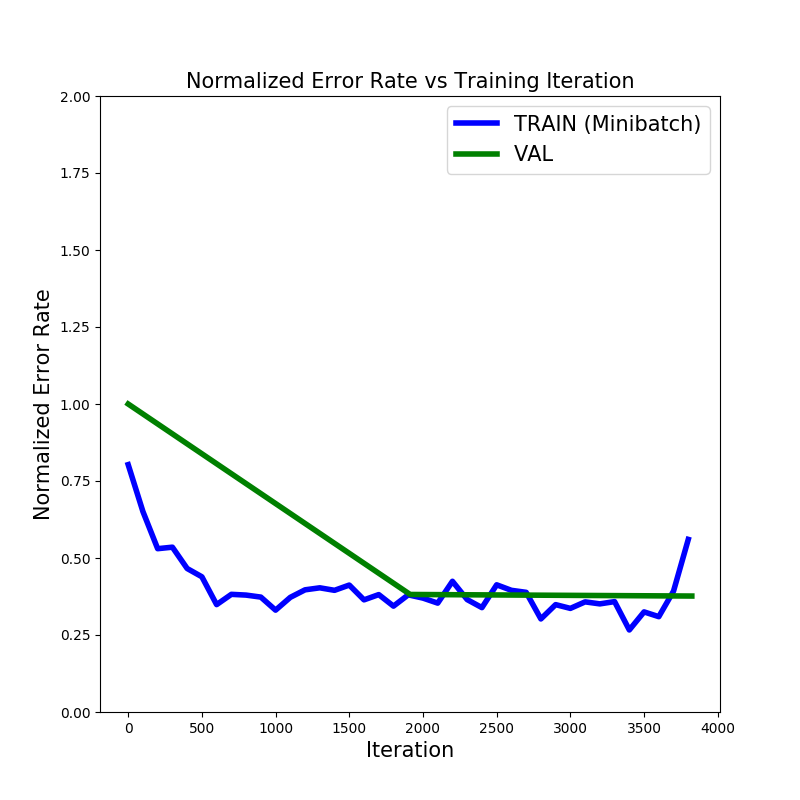 Normalized Error Rate vs Training Iteration
TRAIN (Minibatch)
VAL
Normalized Error Rate
2.00
1.75
1.50
1.25
1.00
0.75
0.50
0.25
0.00
0 500 1000 1500 2000 2500 3000 3500 4000
Iteration